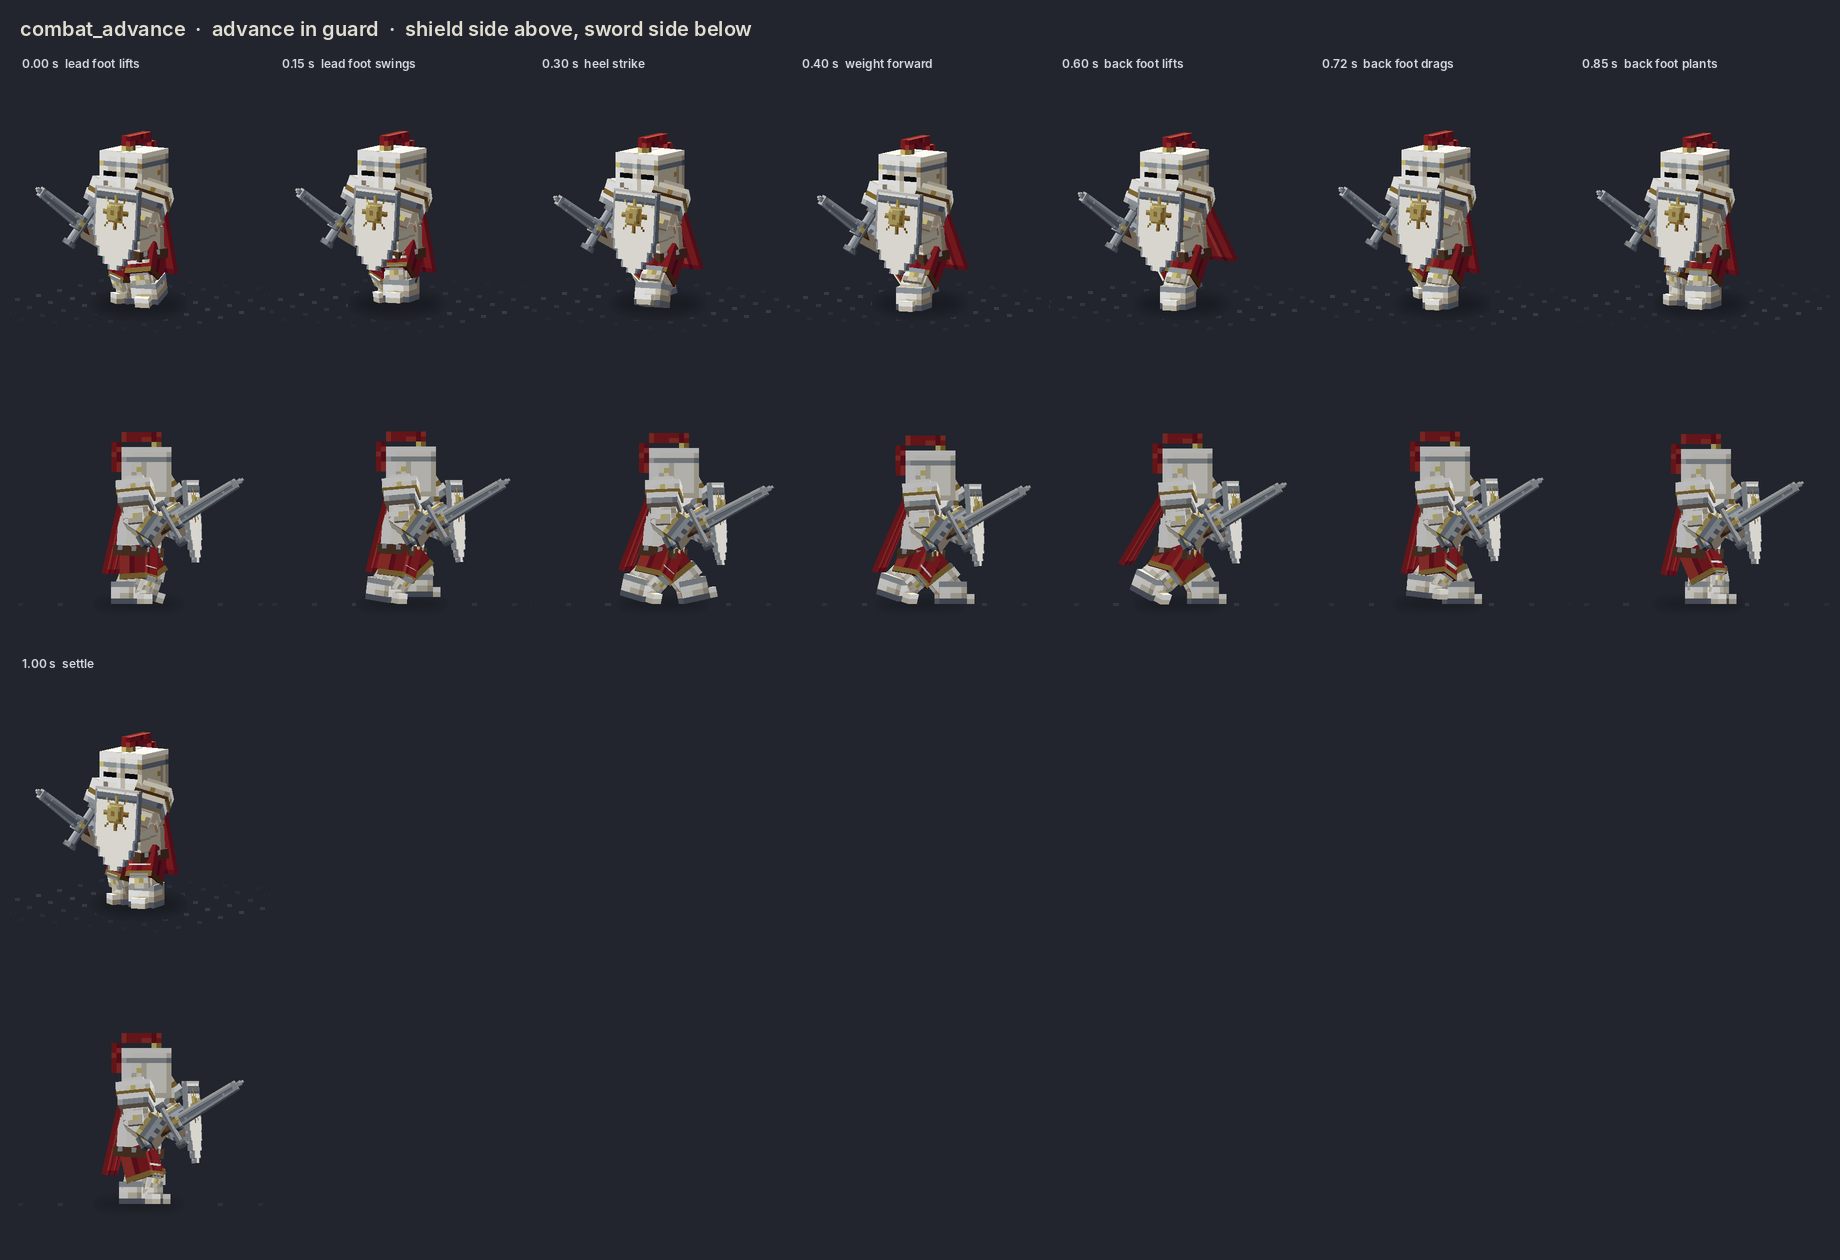 combat_advance · advance in guard · shield side above, sword side below
0.00 s lead foot lifts
0.15 s lead foot swings
0.30 s heel strike
0.40 s weight forward
0.60 s back foot lifts
0.72 s back foot drags
0.85 s back foot plants
1.00 s settle